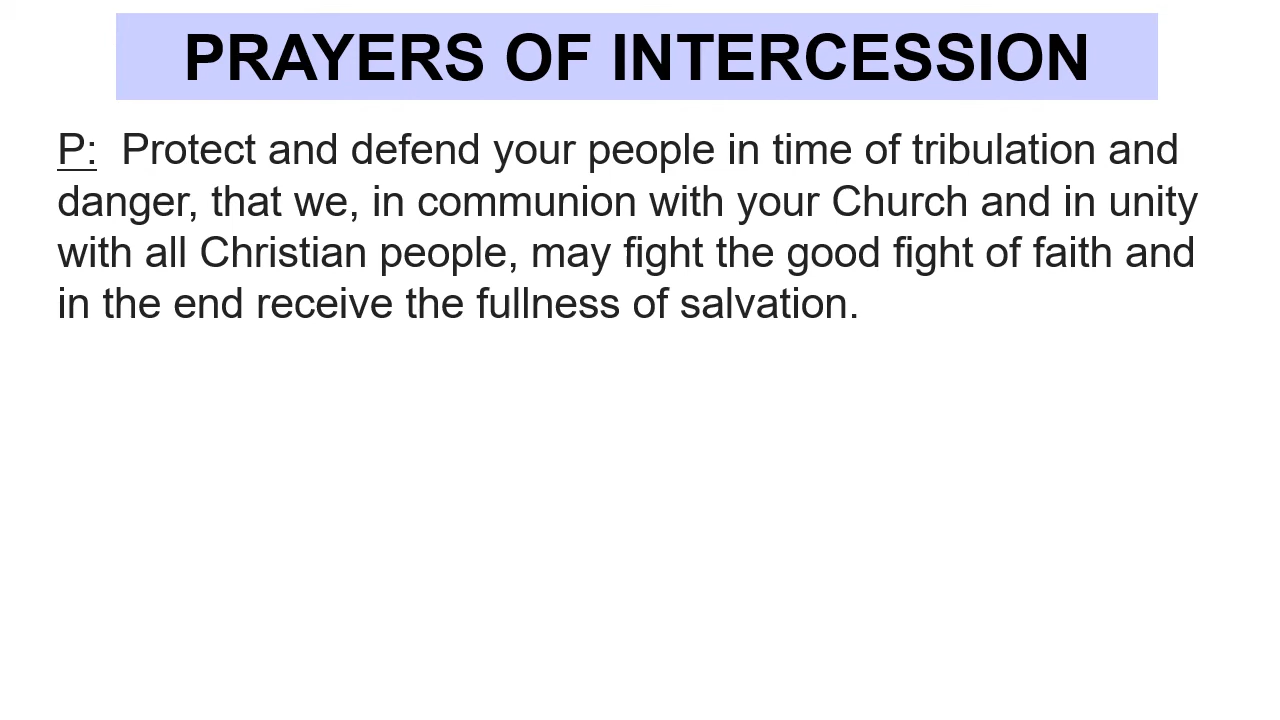 PRAYERS OF INTERCESSION
P: Protect and defend your people in time of tribulation and
danger, that we, in communion with your Church and in unity
with all Christian people, may fight the good fight of faith and
in the end receive the fullness of salvation.